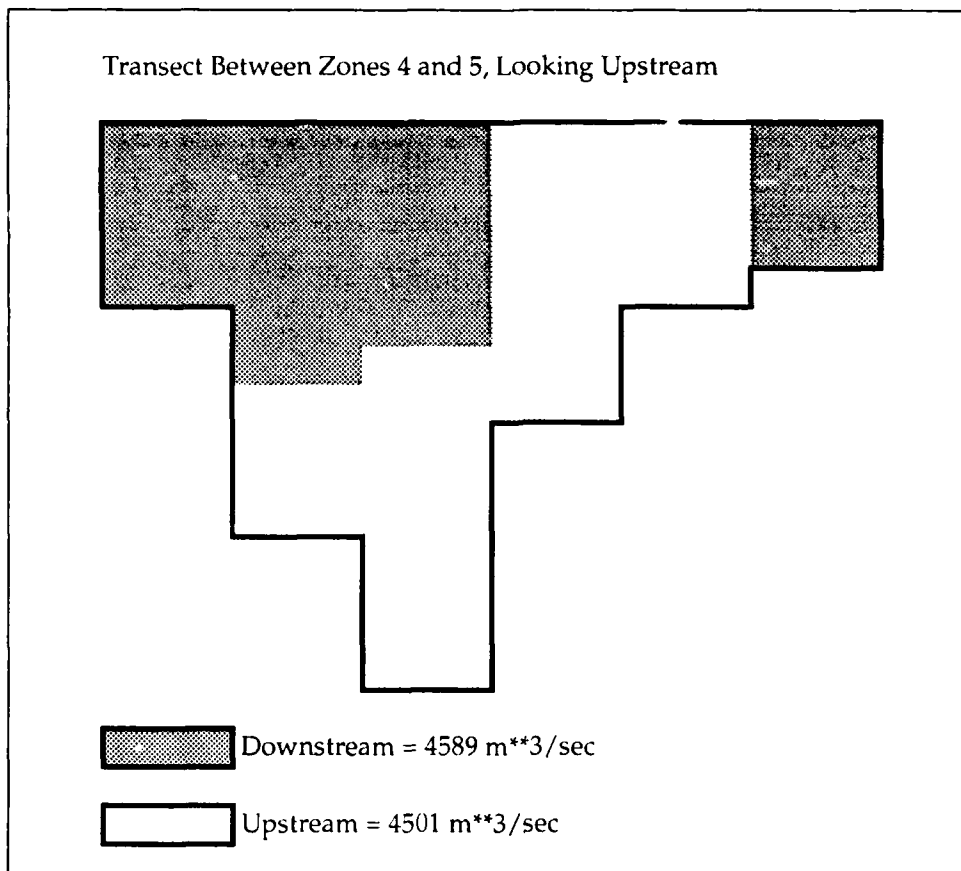 Transect Between Zones 4 and 5, Looking Upstream
Downstream = 4589 m**3/sec
Upstream = 4501 m**3/sec